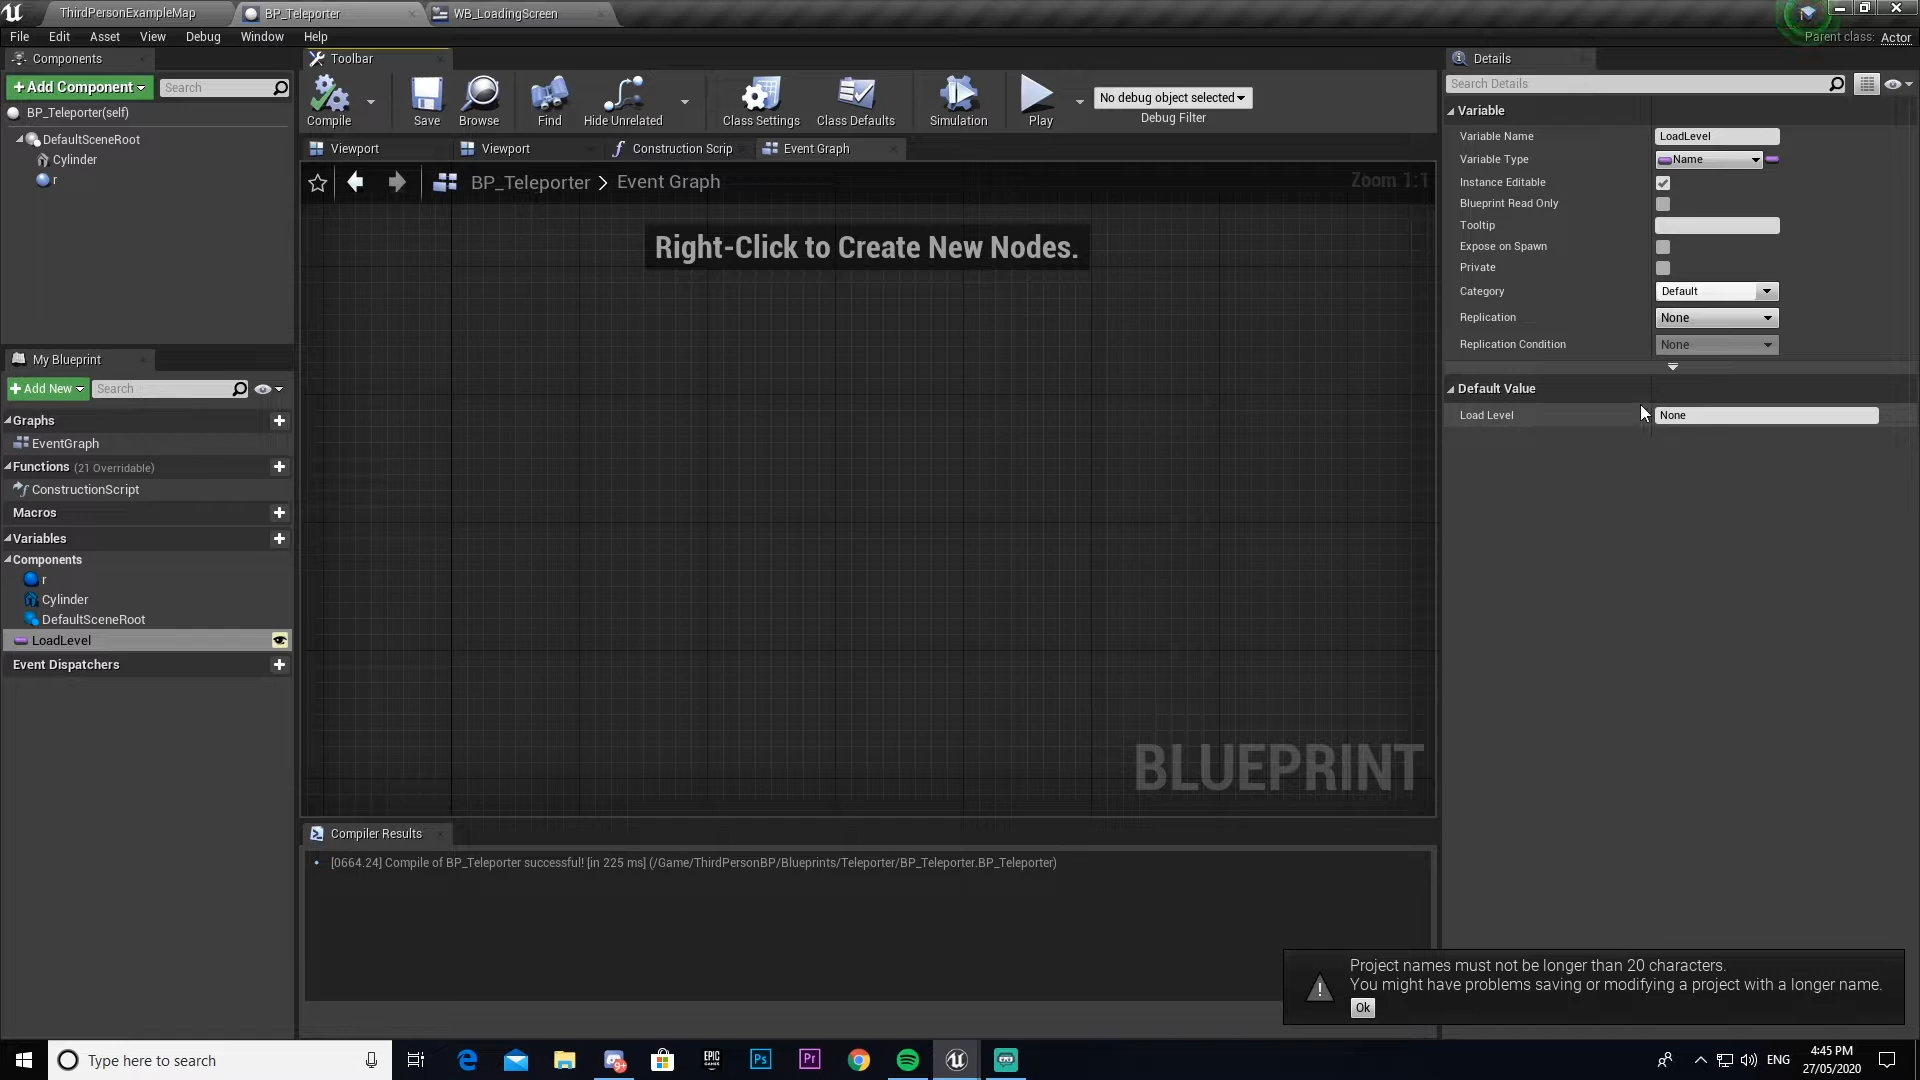 ThirdPersonExampleMap
BP_Teleporter
WB_LoadingScreen
File Edit Asset View Debug Window Help
Parent class: Actor
Components
+Add Component
Search
BP_Teleporter(self)
DefaultSceneRoot
Cylinder
r
My Blueprint
+Add New
Search
Graphs
EventGraph
Functions (21 Overridable)
ConstructionScript
Macros
Variables
Components
r
Cylinder
DefaultSceneRoot
LoadLevel
Event Dispatchers
Toolbar
Compile Save Browse Find Hide Unrelated Class Settings Class Defaults Simulation Play
No debug object selected
Debug Filter
Viewport Viewport Construction Scrip Event Graph
BP_Teleporter > Event Graph
Zoom 1:1
Right-Click to Create New Nodes.
BLUEPRINT
Compiler Results
[0664.24] Compile of BP_Teleporter successful! [in 225 ms] (/Game/ThirdPersonBP/Blueprints/Teleporter/BP_Teleporter.BP_Teleporter)
Details
Search Details
Variable
Variable Name LoadLevel
Variable Type Name
Instance Editable
Blueprint Read Only
Tooltip
Expose on Spawn
Private
Category Default
Replication None
Replication Condition None
Default Value
Load Level None
Project names must not be longer than 20 characters.
You might have problems saving or modifying a project with a longer name.
Ok
Type here to search
EPIC GAMES
Ps
Pr
ENG
4:45 PM
27/05/2020